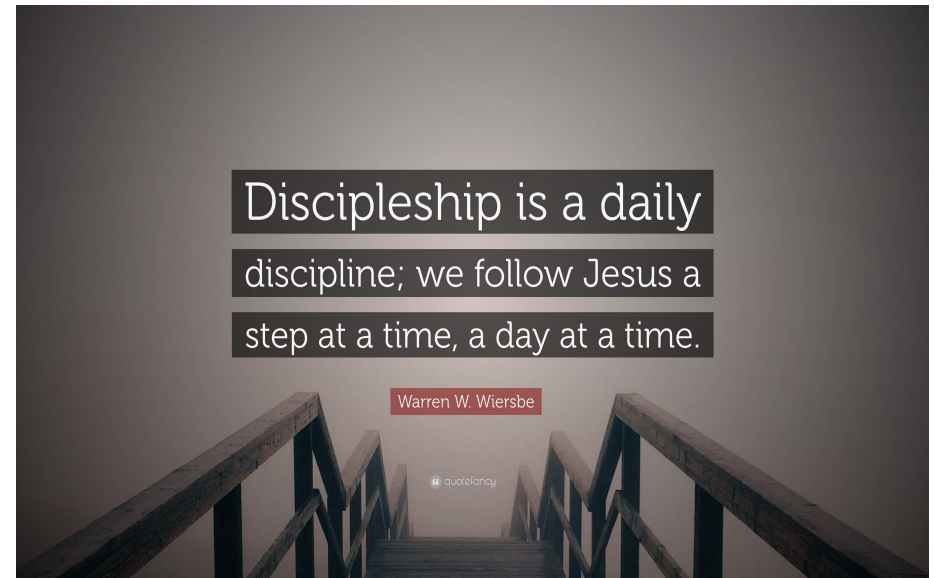 Discipleship is a daily
discipline; we follow Jesus a
step at a time, a day at a time.
Warren W. Wiersbe
quotefancy